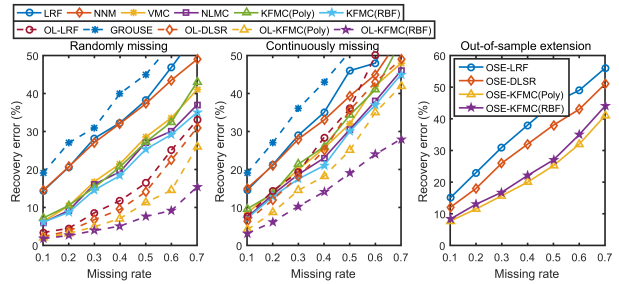 LRF NNM VMC NLMC KFMC(Poly) KFMC(RBF)
OL-LRF GROUSE OL-DLSR OL-KFMC(Poly) OL-KFMC(RBF)
Randomly missing
50
40
30
20
10
0
0.1 0.2 0.3 0.4 0.5 0.6 0.7
Recovery error (%)
Missing rate
Continuously missing
50
40
30
20
10
0
0.1 0.2 0.3 0.4 0.5 0.6 0.7
Recovery error (%)
Missing rate
Out-of-sample extension
OSE-LRF
OSE-DLSR
OSE-KFMC(Poly)
OSE-KFMC(RBF)
60
50
40
30
20
10
0
0.1 0.2 0.3 0.4 0.5 0.6 0.7
Recovery error (%)
Missing rate